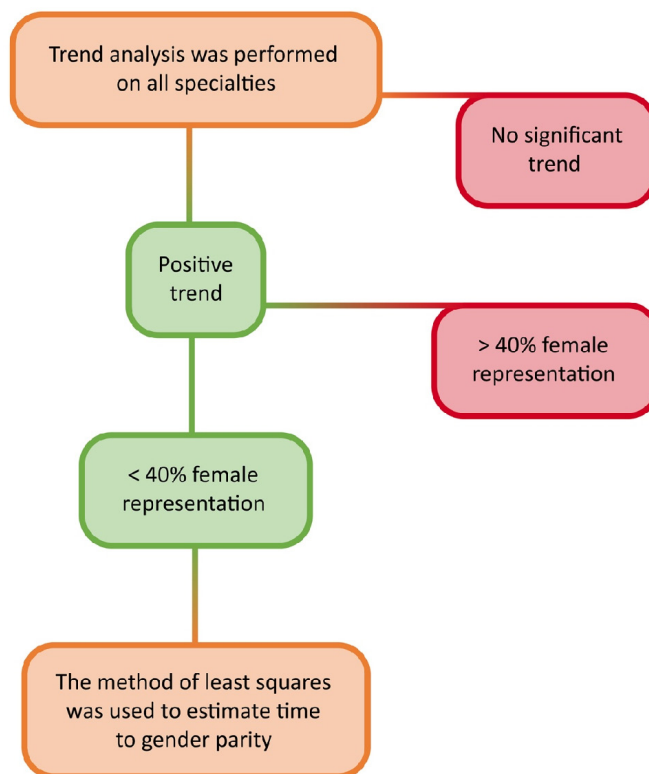 Trend analysis was performed
on all specialties
No significant
trend
Positive
trend
> 40% female
representation
< 40% female
representation
The method of least squares
was used to estimate time
to gender parity